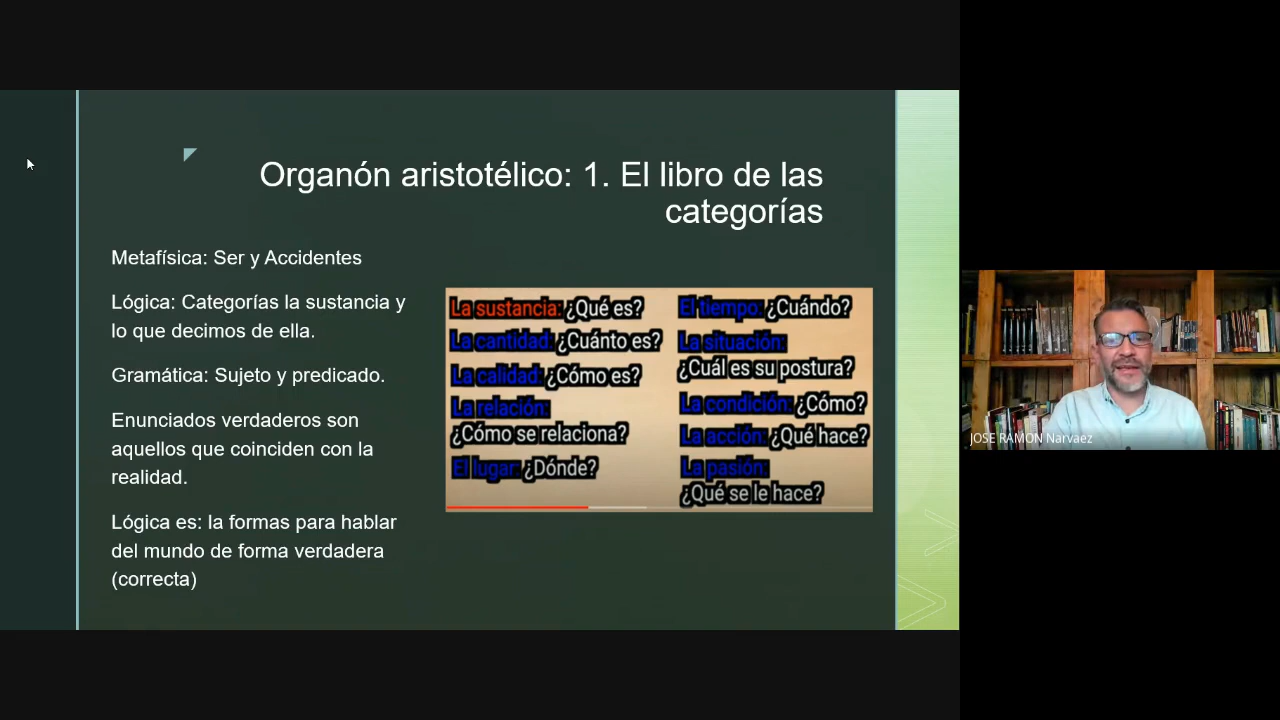 Organón aristotélico: 1. El libro de las
categorías
Metafísica: Ser y Accidentes
Lógica: Categorías la sustancia y
lo que decimos de ella.
Gramática: Sujeto y predicado.
Enunciados verdaderos son
aquellos que coinciden con la
realidad.
Lógica es: la formas para hablar
del mundo de forma verdadera
(correcta)
La sustancia: ¿Qué es?
La cantidad: ¿Cuánto es?
La calidad: ¿Cómo es?
La relación:
¿Cómo se relaciona?
El lugar: ¿Dónde?
El tiempo: ¿Cuándo?
La situación:
¿Cuál es su postura?
La condición: ¿Cómo?
La acción: ¿Qué hace?
La pasión:
¿Qué se le hace?
JOSE RAMON Narvaez